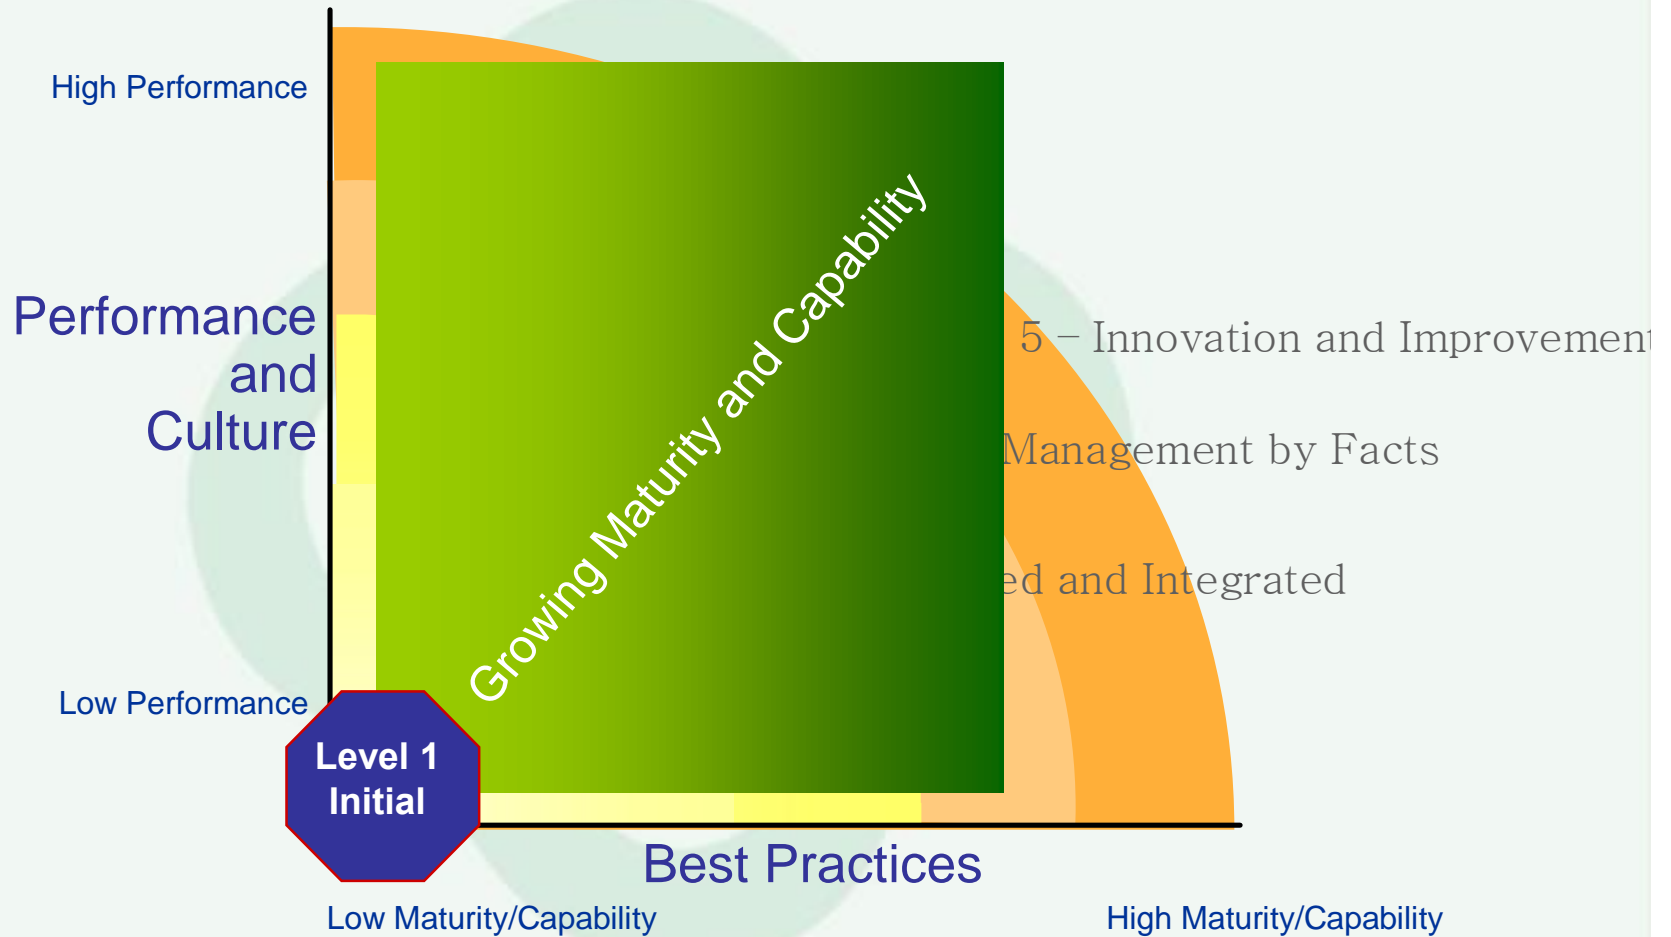 High Performance
Growing Maturity and Capability
Performance
and
Culture
5 – Innovation and Improvement
Management by Facts
and Integrated
Low Performance
Level 1
Initial
Best Practices
Low Maturity/Capability
High Maturity/Capability